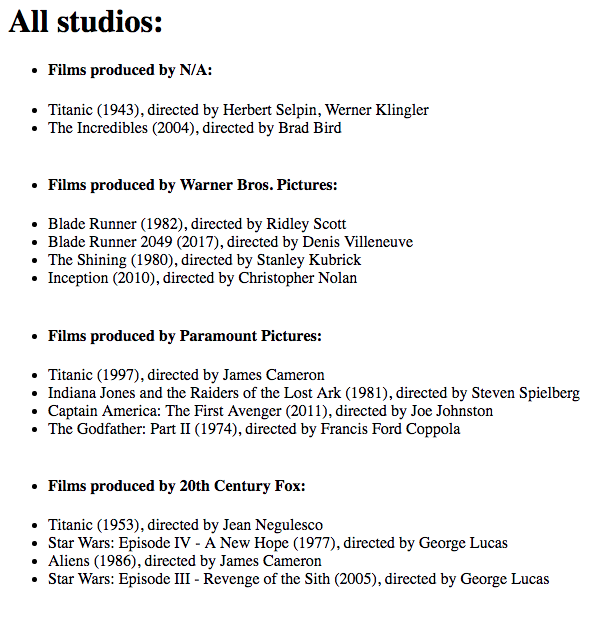 All studios:
Films produced by N/A:
Titanic (1943), directed by Herbert Selpin, Werner Klingler
The Incredibles (2004), directed by Brad Bird
Films produced by Warner Bros. Pictures:
Blade Runner (1982), directed by Ridley Scott
Blade Runner 2049 (2017), directed by Denis Villeneuve
The Shining (1980), directed by Stanley Kubrick
Inception (2010), directed by Christopher Nolan
Films produced by Paramount Pictures:
Titanic (1997), directed by James Cameron
Indiana Jones and the Raiders of the Lost Ark (1981), directed by Steven Spielberg
Captain America: The First Avenger (2011), directed by Joe Johnston
The Godfather: Part II (1974), directed by Francis Ford Coppola
Films produced by 20th Century Fox:
Titanic (1953), directed by Jean Negulesco
Star Wars: Episode IV - A New Hope (1977), directed by George Lucas
Aliens (1986), directed by James Cameron
Star Wars: Episode III - Revenge of the Sith (2005), directed by George Lucas